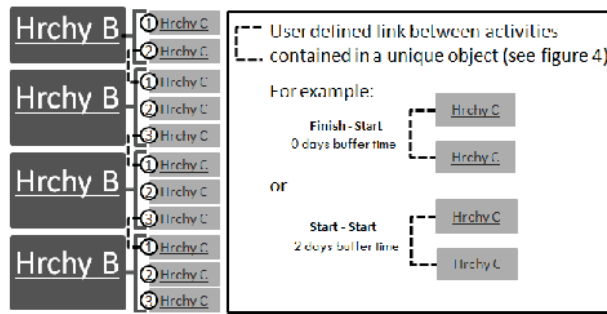 Hrchy B
1 Hrchy C
2 Hrchy C
Hrchy B
1 Hrchy C
2 Hrchy C
3 Hrchy C
Hrchy B
1 Hrchy C
2 Hrchy C
3 Hrchy C
Hrchy B
1 Hrchy C
2 Hrchy C
3 Hrchy C
User defined link between activities
contained in a unique object (see figure 4)
For example:
Finish - Start
0 days buffer time
Hrchy C
Hrchy C
or
Start - Start
2 days buffer time
Hrchy C
Hrchy C